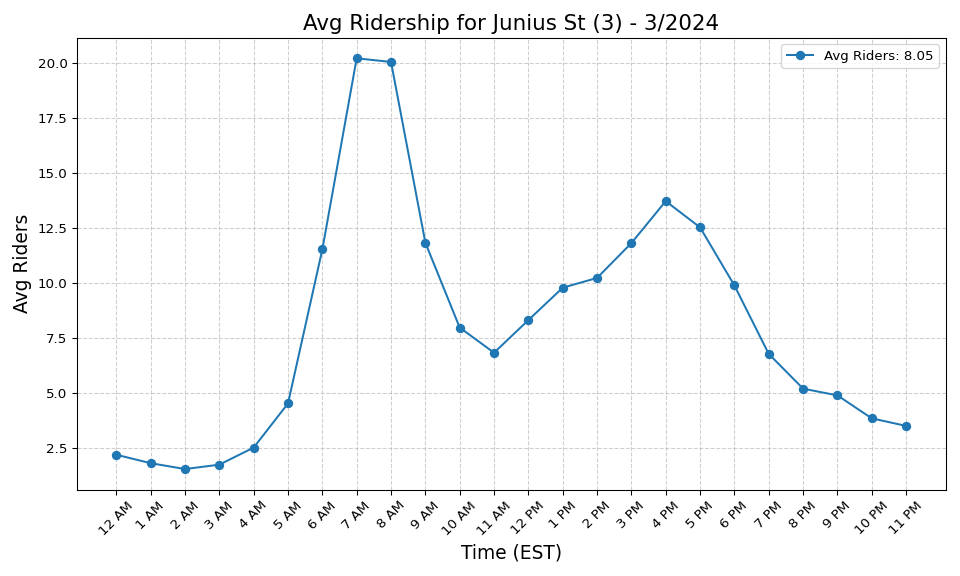 Avg Ridership for Junius St (3) - 3/2024
Avg Riders: 8.05
Avg Riders
20.0
17.5
15.0
12.5
10.0
7.5
5.0
2.5
12 AM
1 AM
2 AM
3 AM
4 AM
5 AM
6 AM
7 AM
8 AM
9 AM
10 AM
11 AM
12 PM
1 PM
2 PM
3 PM
4 PM
5 PM
6 PM
7 PM
8 PM
9 PM
10 PM
11 PM
Time (EST)